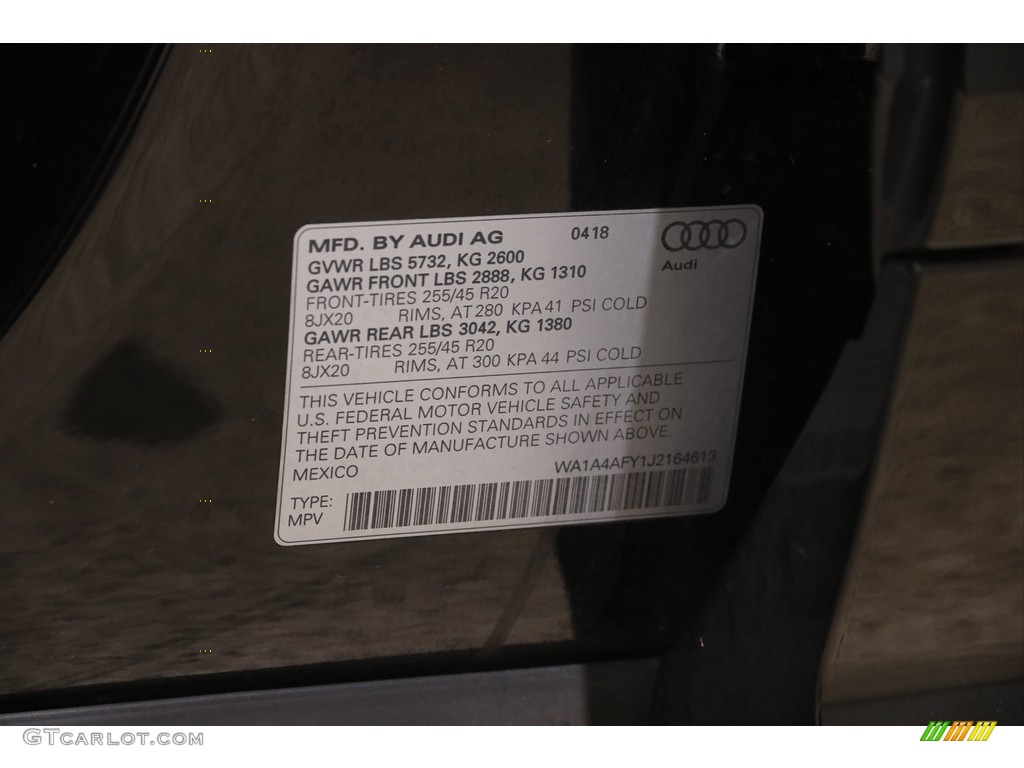 MFD. BY AUDI AG 0418
GVWR LBS 5732, KG 2600
GAWR FRONT LBS 2888, KG 1310
Audi
FRONT-TIRES 255/45 R20
8JX20 RIMS, AT 280 KPA 41 PSI COLD
GAWR REAR LBS 3042, KG 1380
REAR-TIRES 255/45 R20
8JX20 RIMS, AT 300 KPA 44 PSI COLD
THIS VEHICLE CONFORMS TO ALL APPLICABLE
U.S. FEDERAL MOTOR VEHICLE SAFETY AND
THEFT PREVENTION STANDARDS IN EFFECT ON
THE DATE OF MANUFACTURE SHOWN ABOVE.
MEXICO WA1A4AFY1J2164613
TYPE:
MPV
GTcarlot.com